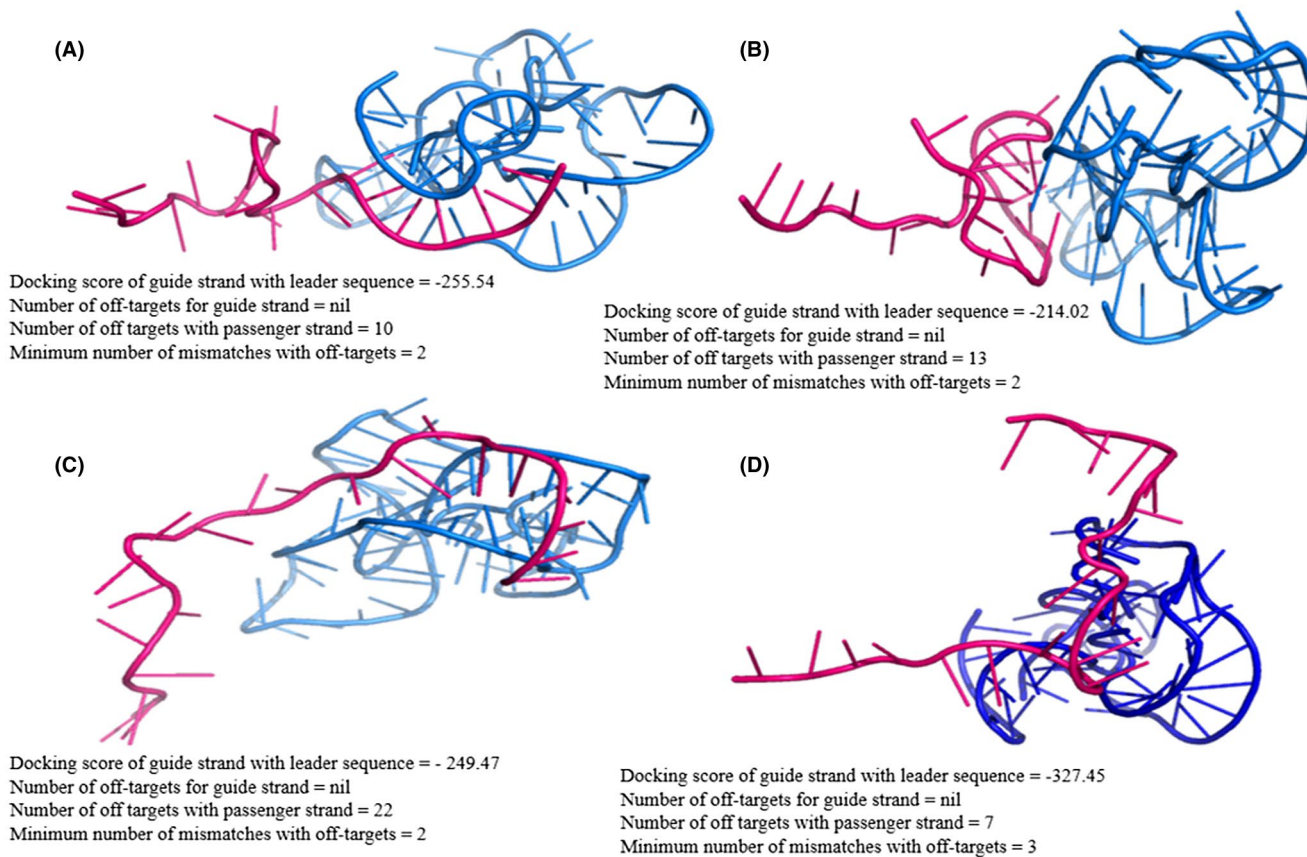 (A)
Docking score of guide strand with leader sequence = -255.54
Number of off-targets for guide strand = nil
Number of off targets with passenger strand = 10
Minimum number of mismatches with off-targets = 2
(B)
Docking score of guide strand with leader sequence = -214.02
Number of off-targets for guide strand = nil
Number of off targets with passenger strand = 13
Minimum number of mismatches with off-targets = 2
(C)
Docking score of guide strand with leader sequence = - 249.47
Number of off-targets for guide strand = nil
Number of off targets with passenger strand = 22
Minimum number of mismatches with off-targets = 2
(D)
Docking score of guide strand with leader sequence = -327.45
Number of off-targets for guide strand = nil
Number of off targets with passenger strand = 7
Minimum number of mismatches with off-targets = 3